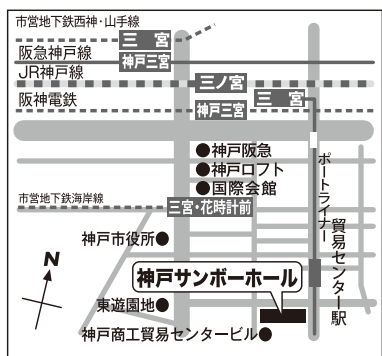 市営地下鉄西神・山手線
三 宮
阪急神戸線
神戸三宮
JR神戸線
三ノ宮
阪神電鉄
神戸三宮
三 宮
●神戸阪急
●神戸ロフト
●国際会館
ポートライナー
貿易センター駅
市営地下鉄海岸線
三宮・花時計前
神戸市役所●
N
神戸サンボーホール
東遊園地●
神戸商工貿易センタービル●